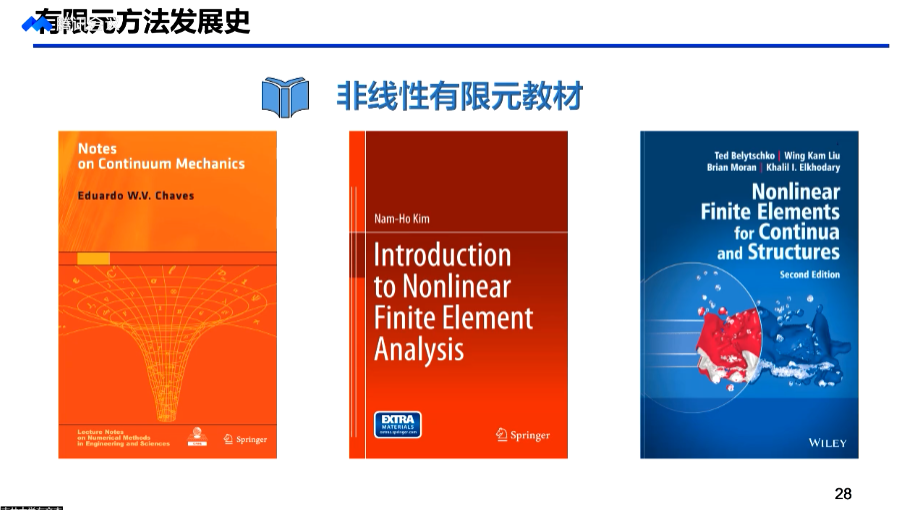 有限元方法发展史
非线性有限元教材
Notes
on Continuum Mechanics
Eduardo W.V. Chaves
Lecture Notes
on Numerical Methods
in Engineering and Sciences
Springer
Nam-Ho Kim
Introduction
to Nonlinear
Finite Element
Analysis
EXTRA
MATERIALS
extras.springer.com
Springer
Ted Belytschko | Wing Kam Liu
Brian Moran | Khalil I. Elkhodary
Nonlinear
Finite Elements
for Continua
and Structures
Second Edition
WILEY
28